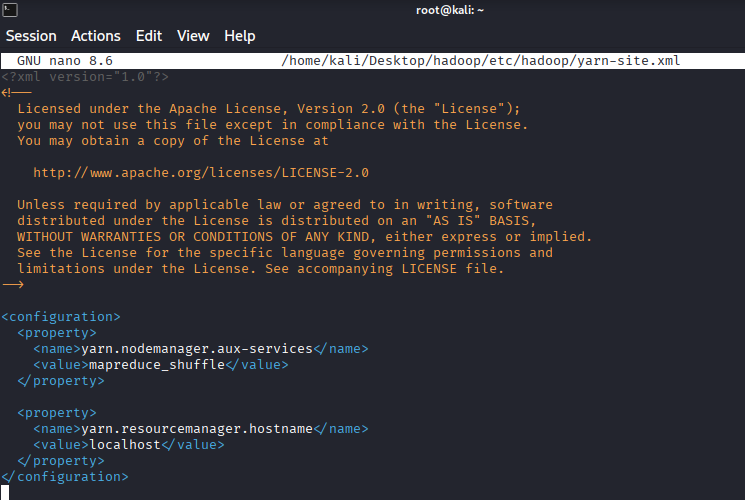 root@kali: ~
Session Actions Edit View Help
GNU nano 8.6 /home/kali/Desktop/hadoop/etc/hadoop/yarn-site.xml
<?xml version="1.0"?>
<!--
  Licensed under the Apache License, Version 2.0 (the "License");
  you may not use this file except in compliance with the License.
  You may obtain a copy of the License at

    http://www.apache.org/licenses/LICENSE-2.0

  Unless required by applicable law or agreed to in writing, software
  distributed under the License is distributed on an "AS IS" BASIS,
  WITHOUT WARRANTIES OR CONDITIONS OF ANY KIND, either express or implied.
  See the License for the specific language governing permissions and
  limitations under the License. See accompanying LICENSE file.
-->

<configuration>
  <property>
    <name>yarn.nodemanager.aux-services</name>
    <value>mapreduce_shuffle</value>
  </property>

  <property>
    <name>yarn.resourcemanager.hostname</name>
    <value>localhost</value>
  </property>
</configuration>